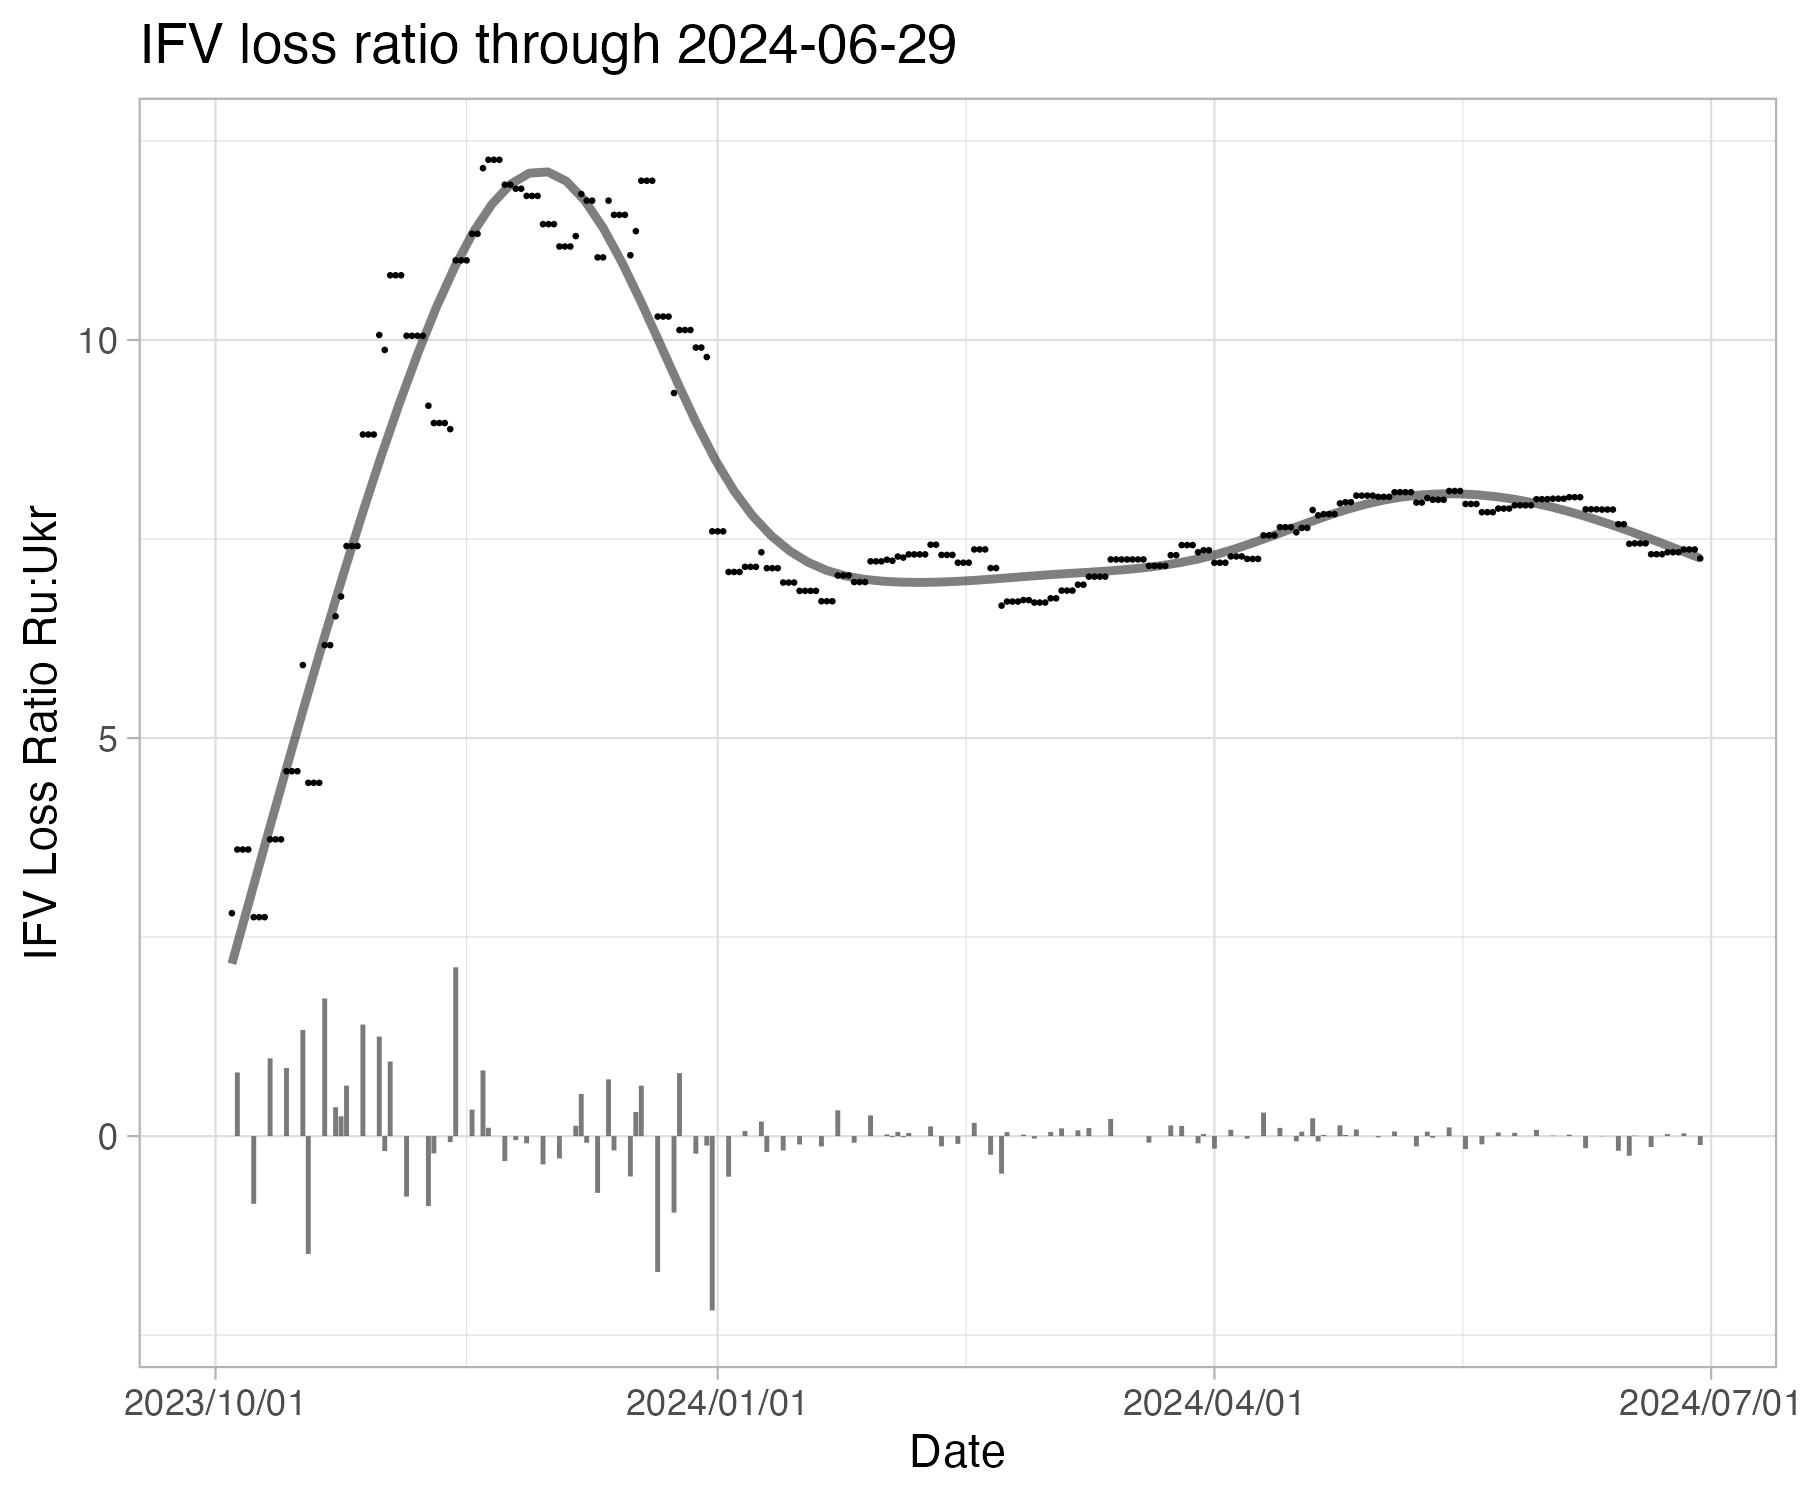 IFV loss ratio through 2024-06-29
IFV Loss Ratio Ru:Ukr
10
5
0
2023/10/01
2024/01/01
2024/04/01
2024/07/01
Date